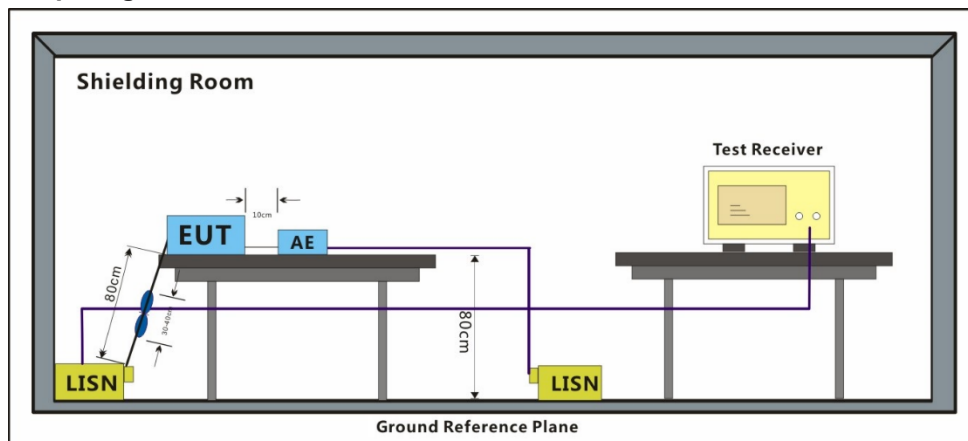 Shielding Room
Test Receiver
10cm
EUT
AE
80cm
30-40cm
80cm
LISN
LISN
Ground Reference Plane